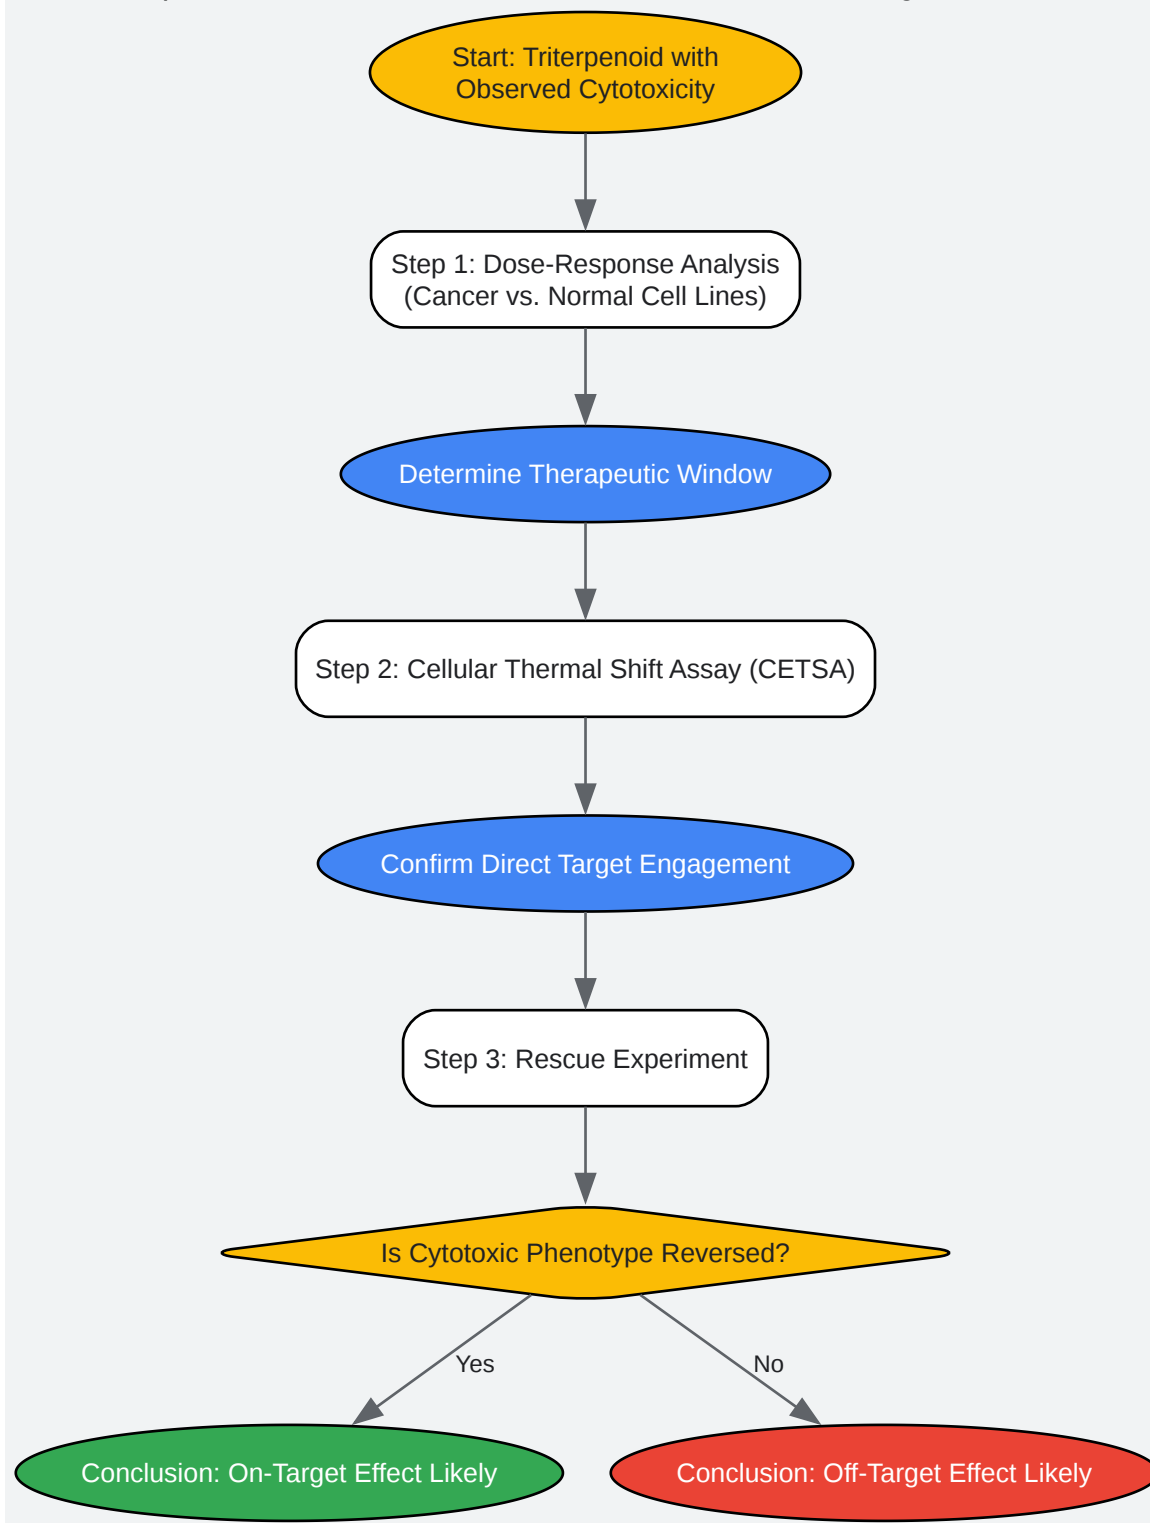 Start: Triterpenoid with
Observed Cytotoxicity
Step 1: Dose-Response Analysis
(Cancer vs. Normal Cell Lines)
Determine Therapeutic Window
Step 2: Cellular Thermal Shift Assay (CETSA)
Confirm Direct Target Engagement
Step 3: Rescue Experiment
Is Cytotoxic Phenotype Reversed?
Yes
No
Conclusion: On-Target Effect Likely
Conclusion: Off-Target Effect Likely